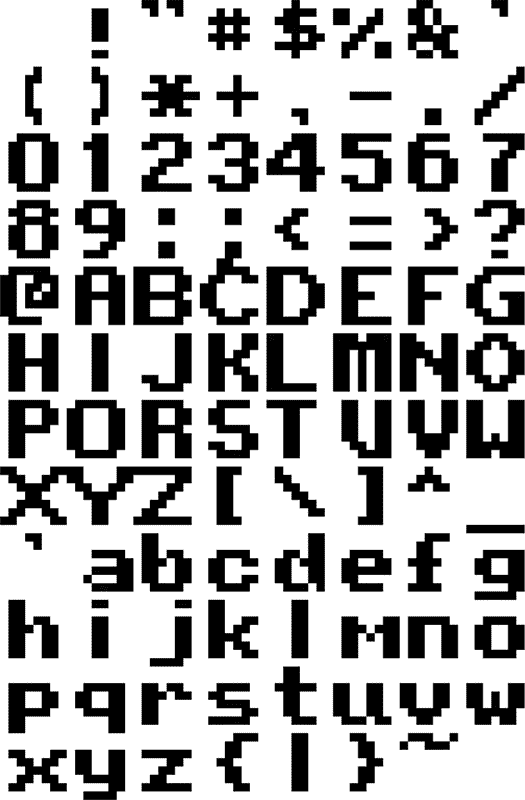 ! " # $ % & '
( ) * + , - . /
0 1 2 3 4 5 6 7
8 9 : ; < = > ?
@ A B C D E F G
H I J K L M N O
P Q R S T U V W
X Y Z [ \ ] ^ _
` a b c d e f g
h i j k l m n o
p q r s t u v w
x y z { | } ~